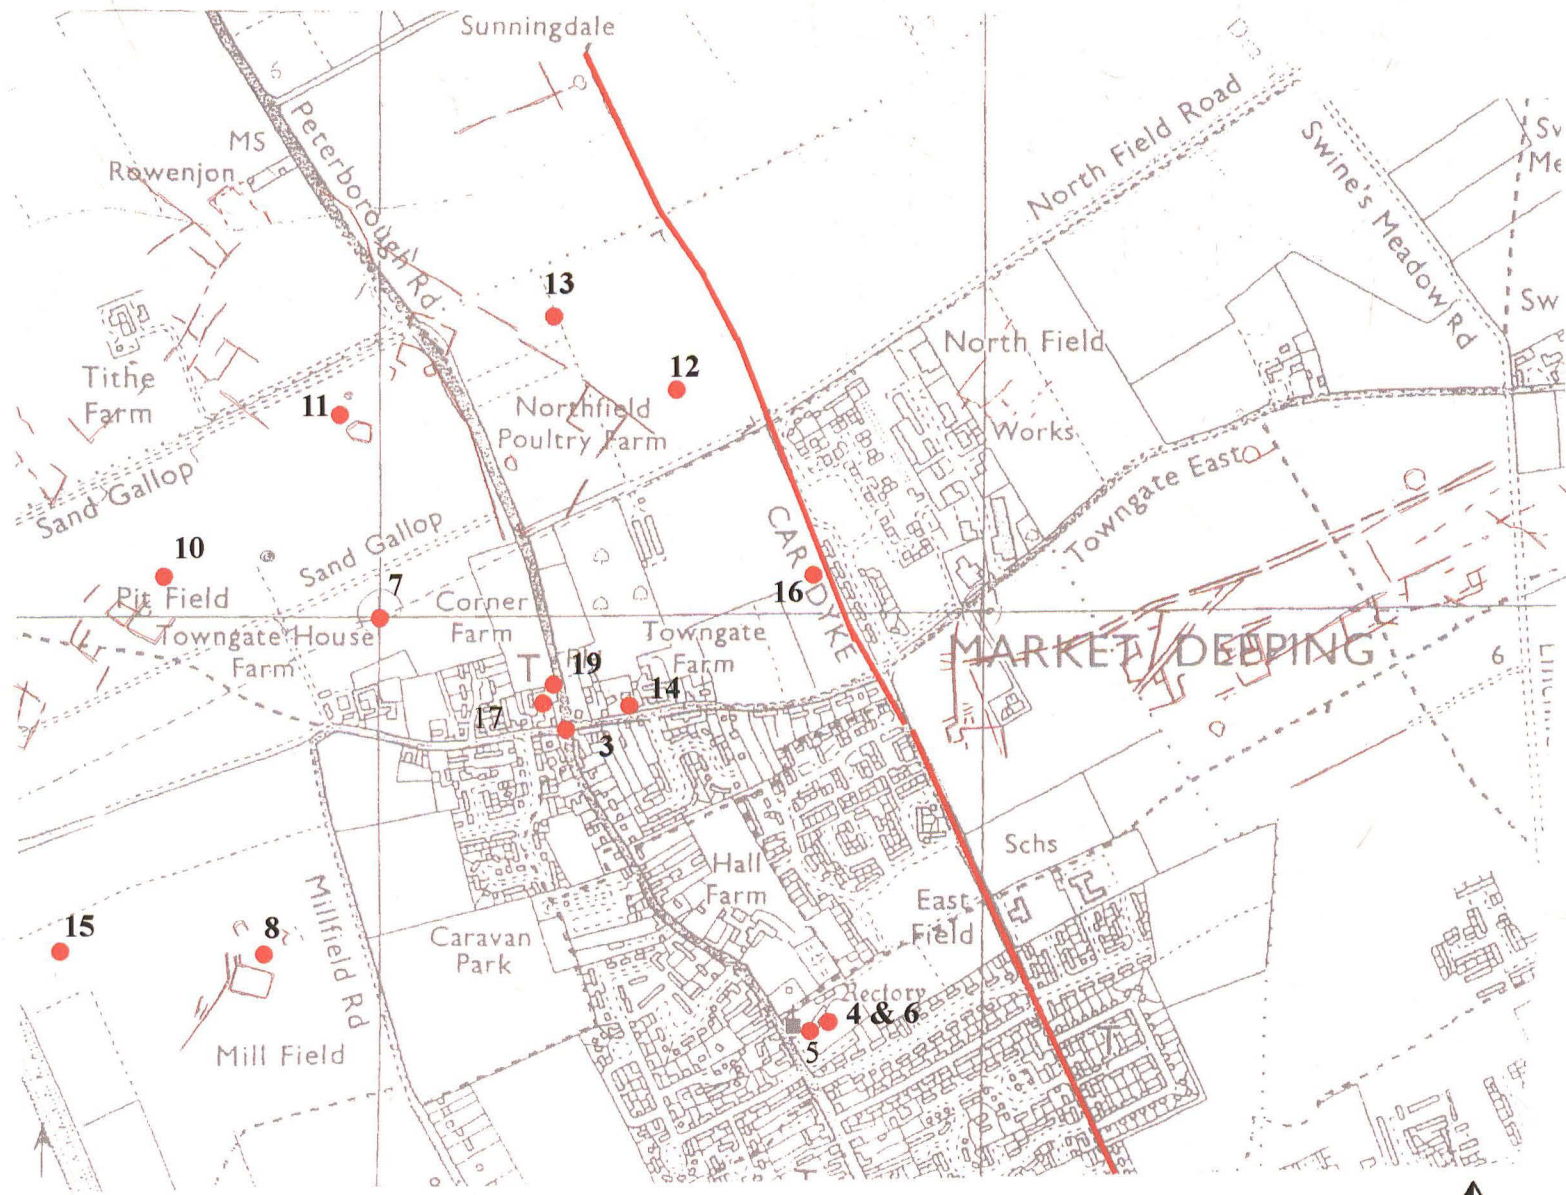 Sunningdale
6
MS
Peterborough Rd.
Rowenjon
North Field Road
Swine's Meadow Rd
Sw
13
12
11
Tithe
Farm
North Field
Works
Northfield
Poultry Farm
Sand Gallop
Sand Gallop
Towngate East
CAR DYKE
10
7
16
Pit Field
Corner
Farm
Towngate House
Farm
Towngate
Farm
MARKET DEEPING
6
T
19
14
17
3
Schs
Hall
Farm
East
Field
Millfield Rd
15
8
Caravan
Park
Rectory
4 & 6
5
Mill Field
T